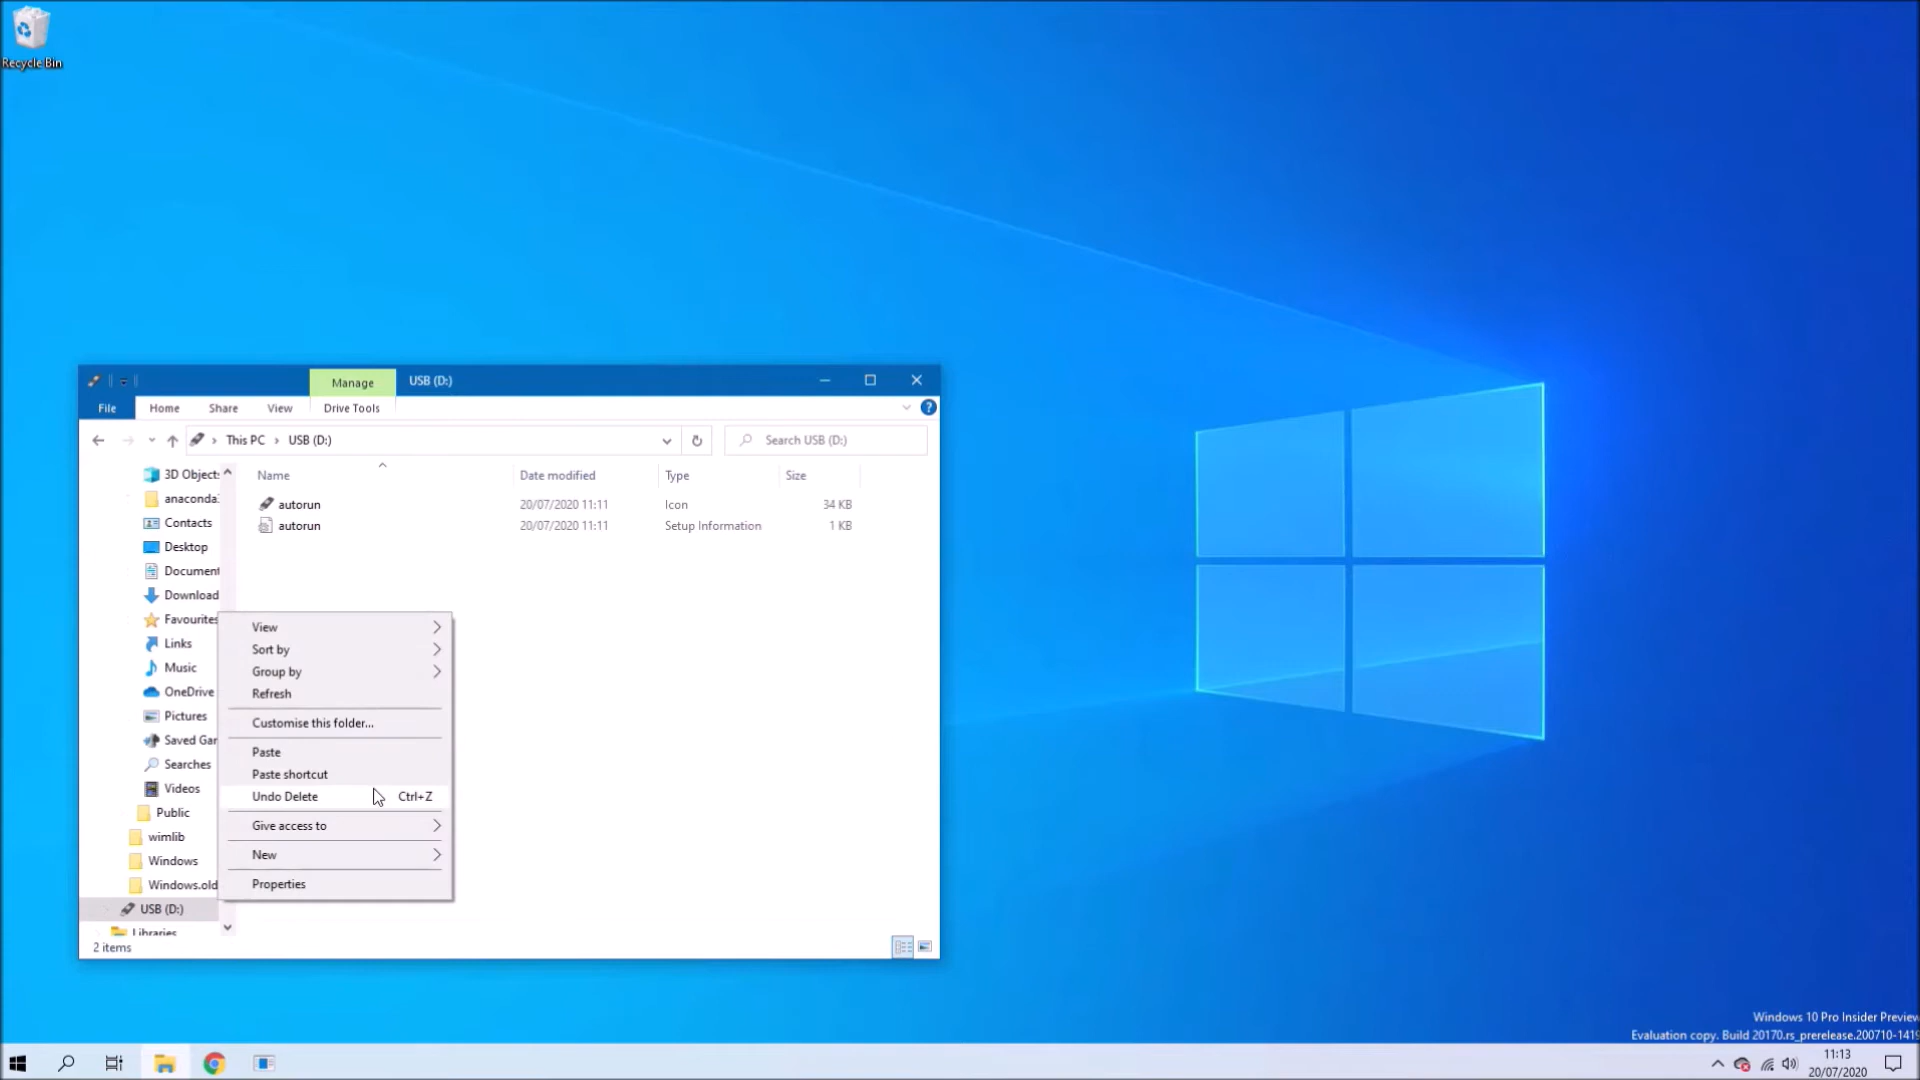 Recycle Bin
Manage
USB (D:)
File
Home
Share
View
Drive Tools
This PC
USB (D:)
Search USB (D:)
Name
Date modified
Type
Size
autorun
20/07/2020 11:11
Icon
34 KB
autorun
20/07/2020 11:11
Setup Information
1 KB
3D Objects
anaconda3
Contacts
Desktop
Document
Download
Favourites
Links
Music
OneDrive
Pictures
Saved Gar
Searches
Videos
Public
wimlib
Windows
Windows.old
USB (D:)
Libraries
2 items
View
Sort by
Group by
Refresh
Customise this folder...
Paste
Paste shortcut
Undo Delete
Ctrl+Z
Give access to
New
Properties
Windows 10 Pro Insider Preview
Evaluation copy. Build 20170.rs_prerelease.200710-1419
11:13
20/07/2020